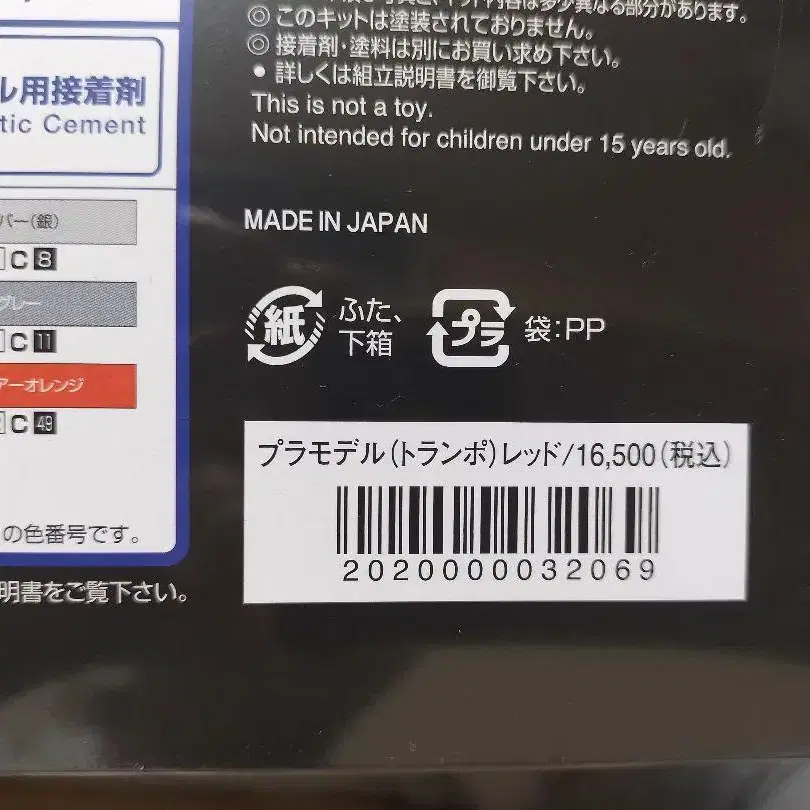 ◎このキットは塗装されておりません。
◎接着剤・塗料は別にお買い求め下さい。
•詳しくは組立説明書を御覧下さい。
This is not a toy.
Not intended for children under 15 years old.
ル用接着剤
tic Cement
MADE IN JAPAN
バー(銀)
C 8
グレー
C 11
アーオレンジ
C 49
紙 ふた、
下箱
プラ 袋:PP
プラモデル(トランポ)レッド/16,500(税込)
2020000032069
の色番号です。
明書をご覧下さい。